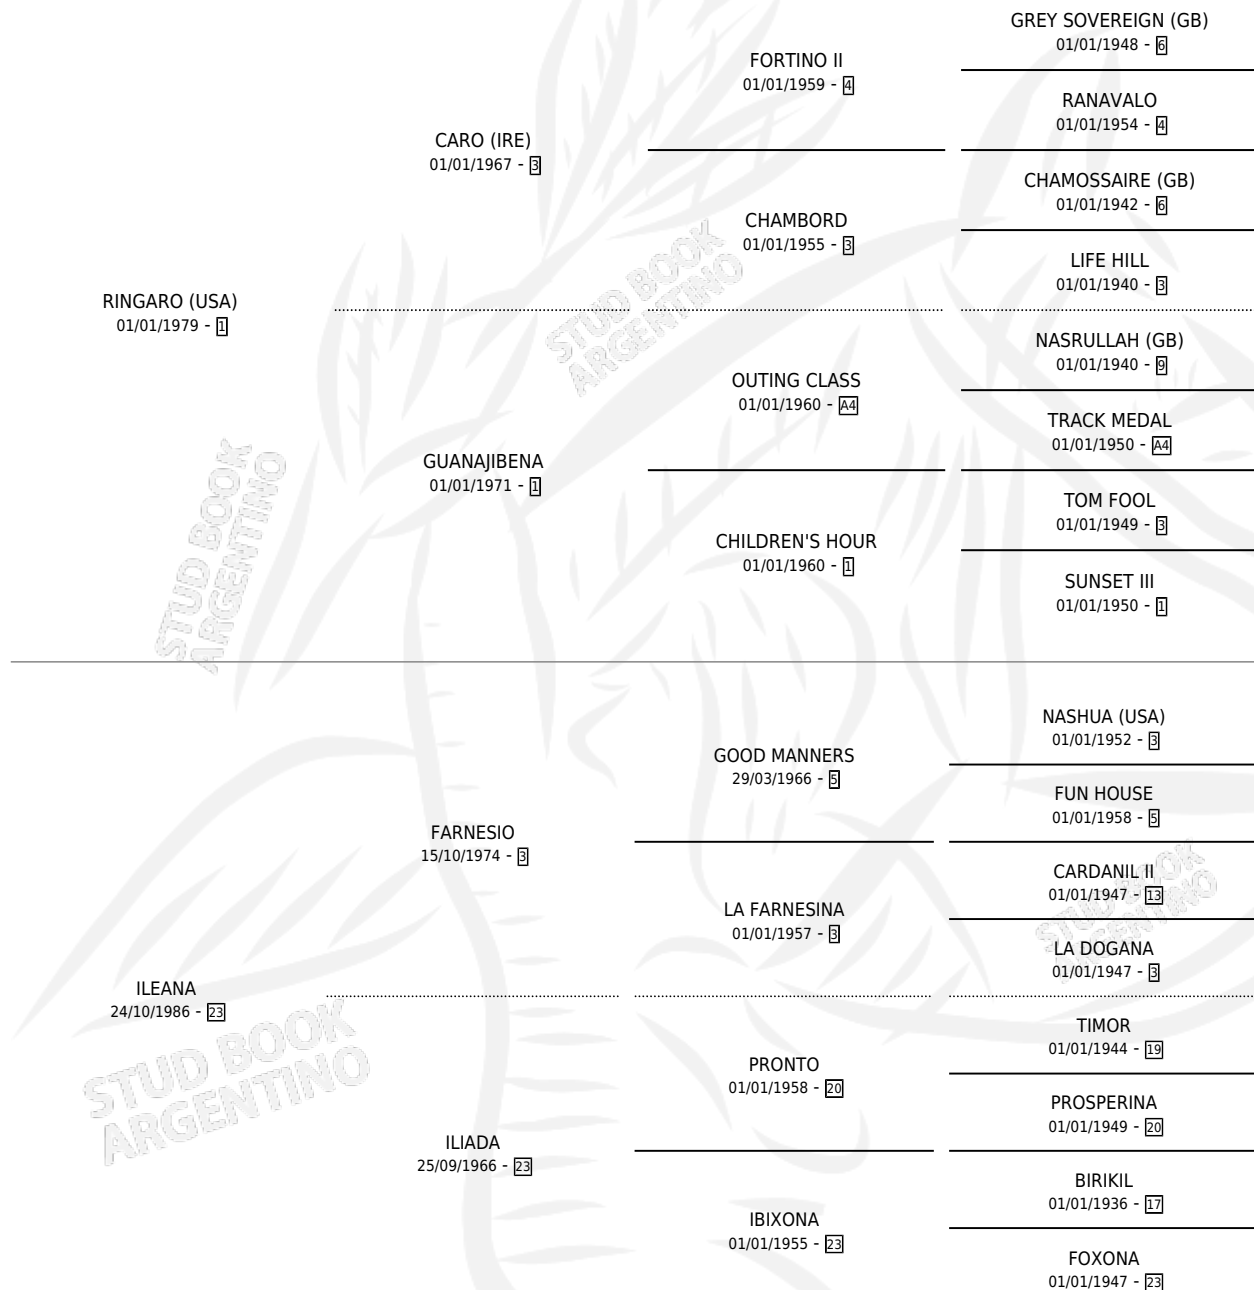 GREY SOVEREIGN (GB)
01/01/1948 - 6
FORTINO II
01/01/1959 - 4
RANAVALO
01/01/1954 - 4
CARO (IRE)
01/01/1967 - 3
CHAMOSSAIRE (GB)
01/01/1942 - 6
CHAMBORD
01/01/1955 - 3
LIFE HILL
01/01/1940 - 3
RINGARO (USA)
01/01/1979 - 1
STUD BOOK
ARGENTINO
NASRULLAH (GB)
01/01/1940 - 9
OUTING CLASS
01/01/1960 - A4
TRACK MEDAL
01/01/1950 - A4
GUANAJIBENA
01/01/1971 - 1
TOM FOOL
01/01/1949 - 3
CHILDREN'S HOUR
01/01/1960 - 1
SUNSET III
01/01/1950 - 1
STUD BOOK
ARGENTINO
NASHUA (USA)
01/01/1952 - 3
GOOD MANNERS
29/03/1966 - 5
FUN HOUSE
01/01/1958 - 5
FARNESIO
15/10/1974 - 3
CARDANIL II
01/01/1947 - 13
STUD BOOK
ARGENTINO
LA FARNESINA
01/01/1957 - 3
LA DOGANA
01/01/1947 - 3
ILEANA
24/10/1986 - 23
STUD BOOK
ARGENTINO
TIMOR
01/01/1944 - 19
PRONTO
01/01/1958 - 20
PROSPERINA
01/01/1949 - 20
ILIADA
25/09/1966 - 23
BIRIKIL
01/01/1936 - 17
IBIXONA
01/01/1955 - 23
FOXONA
01/01/1947 - 23